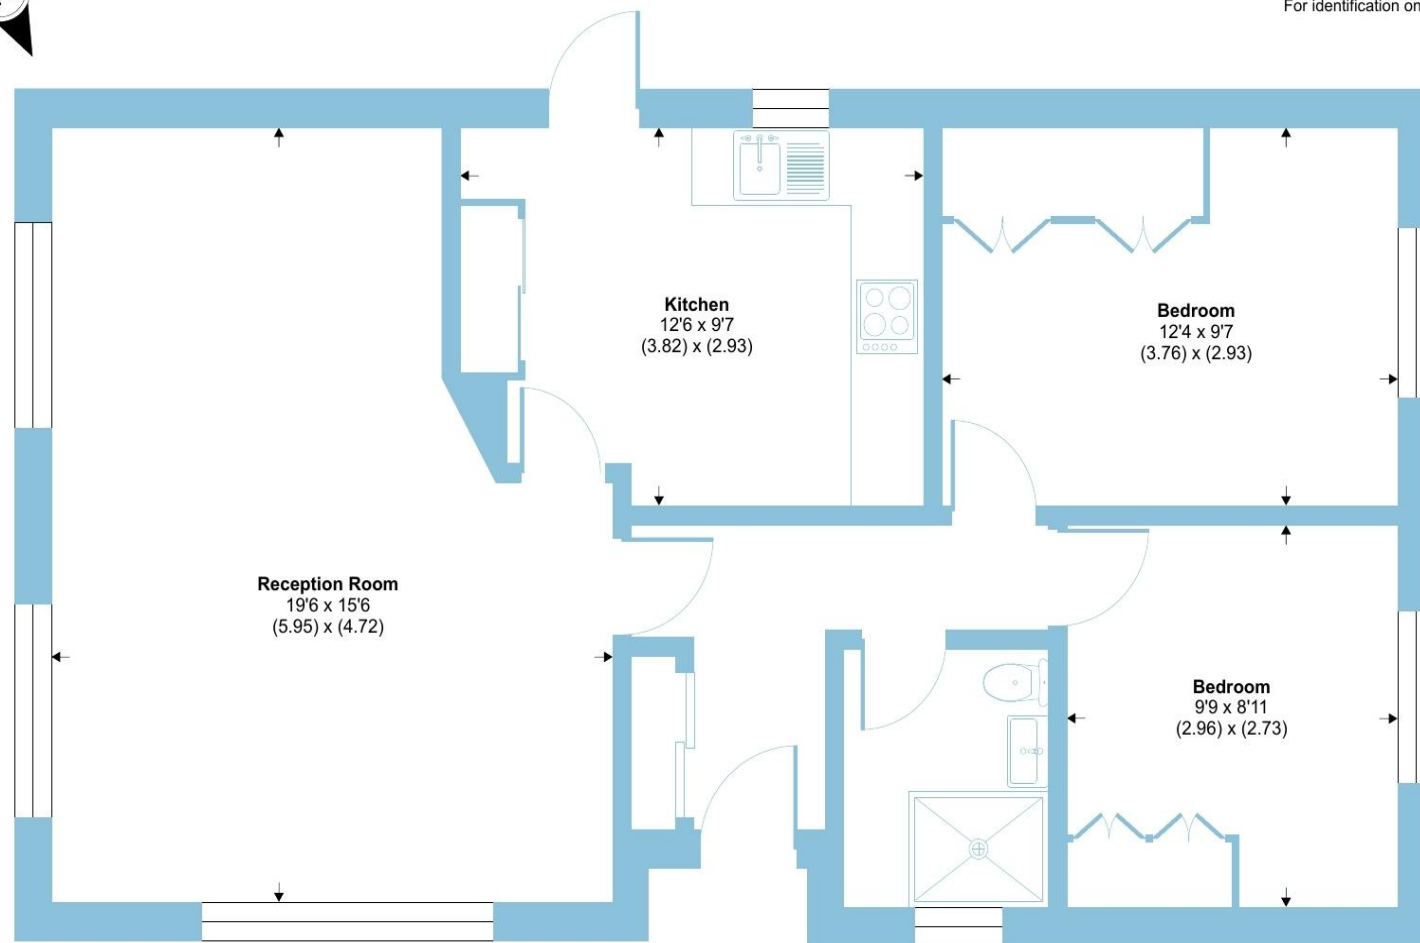 For identification on
Kitchen
12'6 x 9'7
(3.82) x (2.93)
Bedroom
12'4 x 9'7
(3.76) x (2.93)
Reception Room
19'6 x 15'6
(5.95) x (4.72)
Bedroom
9'9 x 8'11
(2.96) x (2.73)